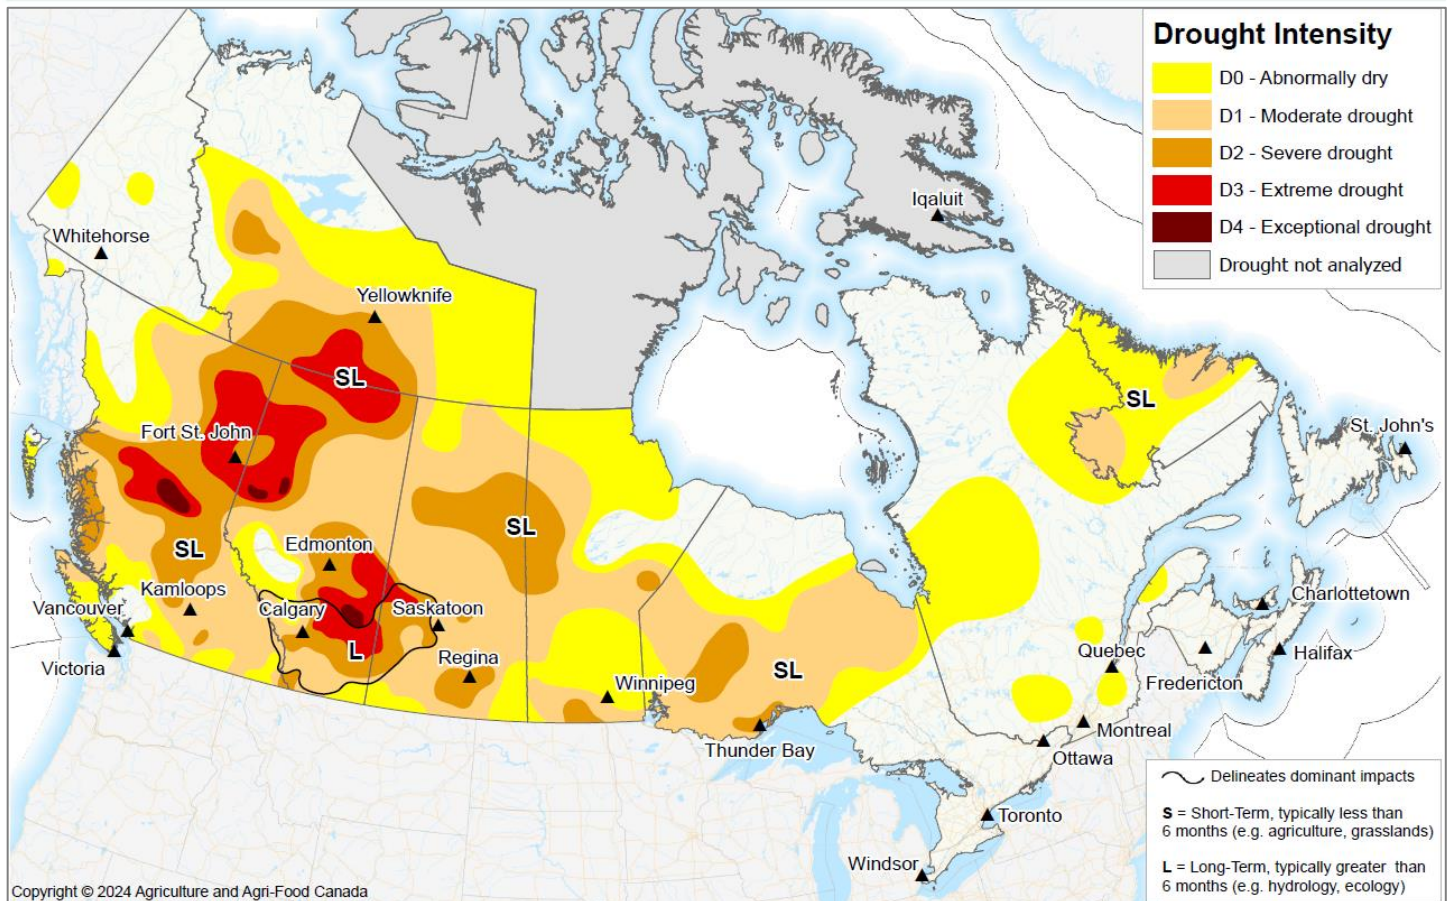 Drought Intensity
D0 - Abnormally dry
D1 - Moderate drought
D2 - Severe drought
D3 - Extreme drought
D4 - Exceptional drought
Drought not analyzed
Iqaluit
Whitehorse
Yellowknife
SL
SL
Fort St. John
St. John's
SL
SL
Edmonton
Kamloops
Charlottetown
Vancouver
Calgary
Saskatoon
Victoria
L
Regina
Quebec
Halifax
SL
Winnipeg
Fredericton
Montreal
Thunder Bay
Ottawa
Toronto
Windsor
Delineates dominant impacts
S = Short-Term, typically less than
6 months (e.g. agriculture, grasslands)
L = Long-Term, typically greater than
6 months (e.g. hydrology, ecology)
Copyright © 2024 Agriculture and Agri-Food Canada